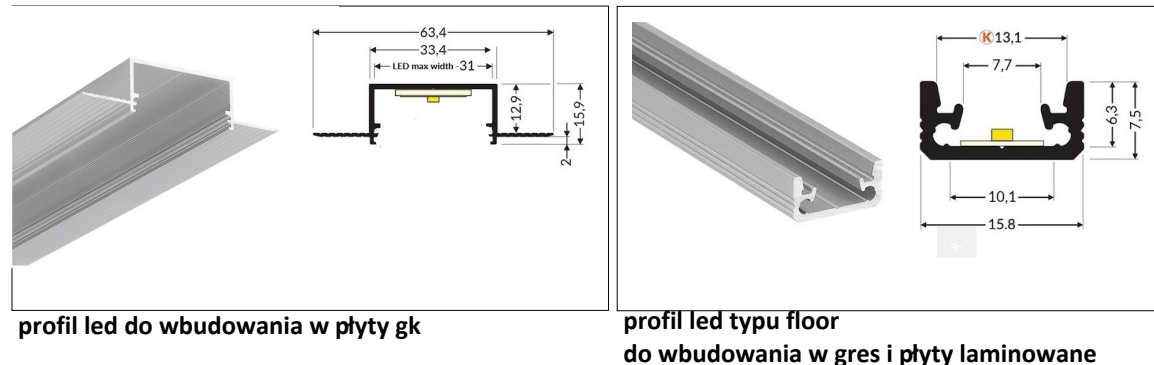 63,4
33,4
LED max width -31
12,9
15,9
2
profil led do wbudowania w płyty gk
K 13,1
7,7
6,3
7,5
10,1
15.8
profil led typu floor
do wbudowania w gres i płyty laminowane